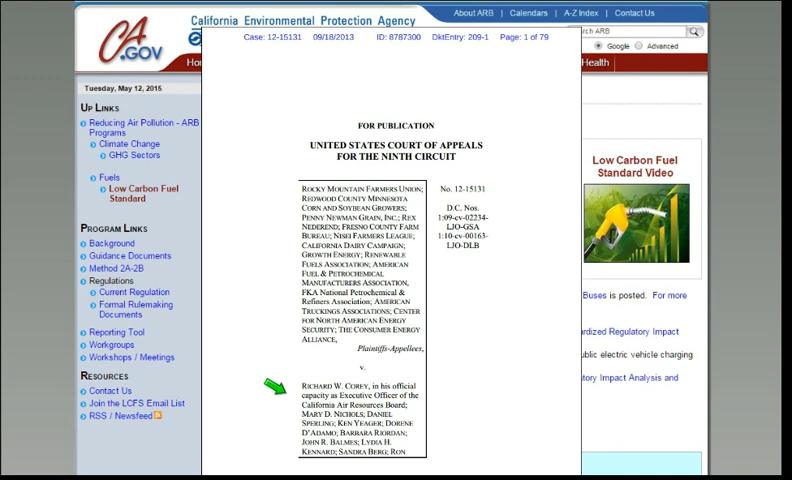 California Environmental Protection Agency
About ARB | Calendars | A-Z Index | Contact Us
CA
.GOV
rch ARB
Google Advanced
Ho
Health
Tuesday, May 12, 2015
UP LINKS
Reducing Air Pollution - ARB
Programs
Climate Change
GHG Sectors
Fuels
Low Carbon Fuel
Standard
PROGRAM LINKS
Background
Guidance Documents
Method 2A-2B
Regulations
Current Regulation
Formal Rulemaking
Documents
Reporting Tool
Workgroups
Workshops / Meetings
RESOURCES
Contact Us
Join the LCFS Email List
RSS / Newsfeed
Case: 12-15131 09/18/2013 ID: 8787300 DktEntry: 209-1 Page: 1 of 79
FOR PUBLICATION
UNITED STATES COURT OF APPEALS
FOR THE NINTH CIRCUIT
ROCKY MOUNTAIN FARMERS UNION;
REDWOOD COUNTY MINNESOTA
CORN AND SOYBEAN GROWERS;
PENNY NEWMAN GRAIN, INC.; REX
NEDEREND; FRESNO COUNTY FARM
BUREAU; NISEI FARMERS LEAGUE;
CALIFORNIA DAIRY CAMPAIGN;
GROWTH ENERGY; RENEWABLE
FUELS ASSOCIATION; AMERICAN
FUEL & PETROCHEMICAL
MANUFACTURERS ASSOCIATION,
FKA National Petrochemical &
Refiners Association; AMERICAN
TRUCKINGS ASSOCIATIONS; CENTER
FOR NORTH AMERICAN ENERGY
SECURITY; THE CONSUMER ENERGY
ALLIANCE,
Plaintiffs-Appellees,
v.
RICHARD W. COREY, in his official
capacity as Executive Officer of the
California Air Resources Board;
MARY D. NICHOLS; DANIEL
SPERLING; KEN YEAGER; DORENE
D'ADAMO; BARBARA RIORDAN;
JOHN R. BALMES; LYDIA H.
KENNARD; SANDRA BERG; RON
No. 12-15131
D.C. Nos.
1:09-cv-02234-
LJO-GSA
1:10-cv-00163-
LJO-DLB
Low Carbon Fuel
Standard Video
Buses is posted. For more
rdized Regulatory Impact
ublic electric vehicle charging
tory Impact Analysis and